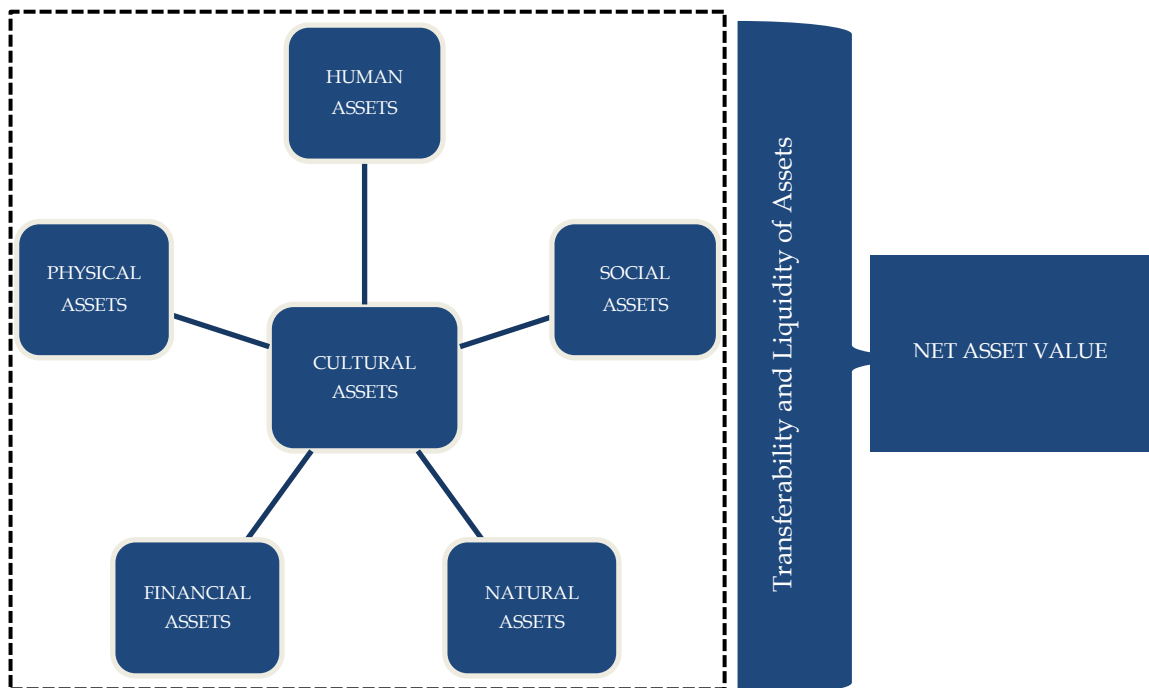 HUMAN
ASSETS
PHYSICAL
ASSETS
SOCIAL
ASSETS
CULTURAL
ASSETS
FINANCIAL
ASSETS
NATURAL
ASSETS
Transferability and Liquidity of Assets
NET ASSET VALUE